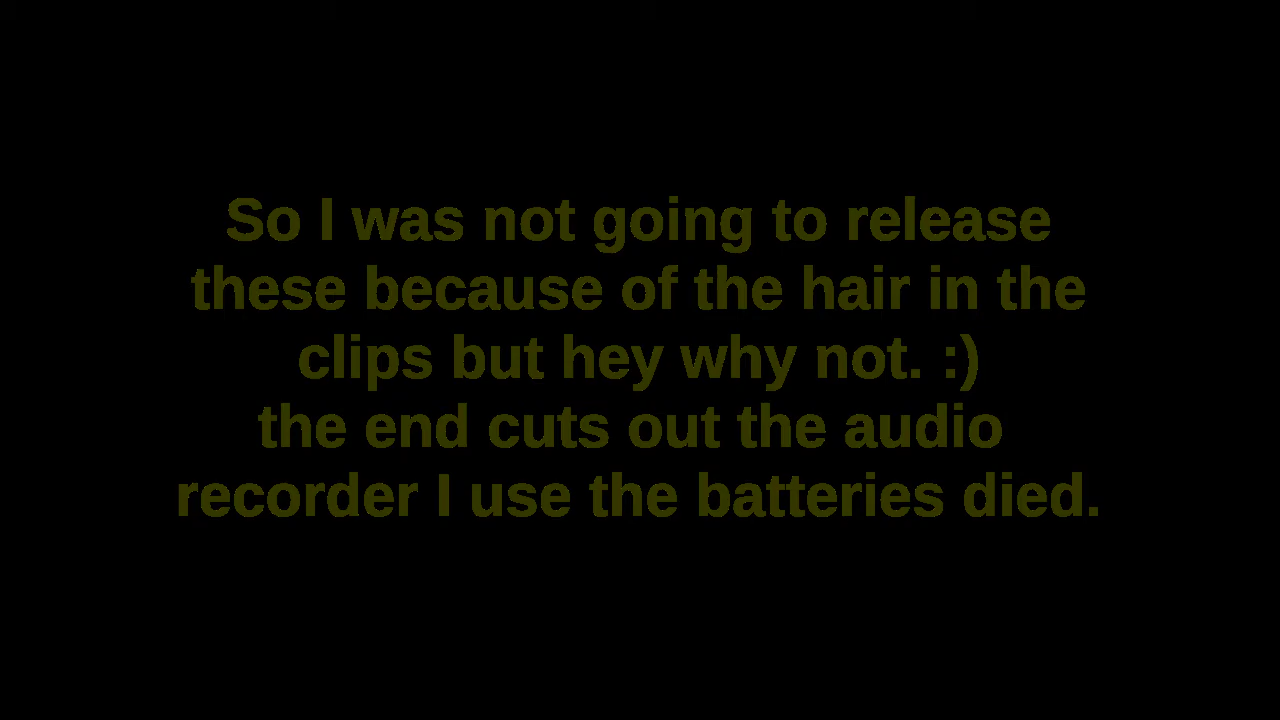 So I was not going to release
these because of the hair in the
clips but hey why not. :)
the end cuts out the audio
recorder I use the batteries died.